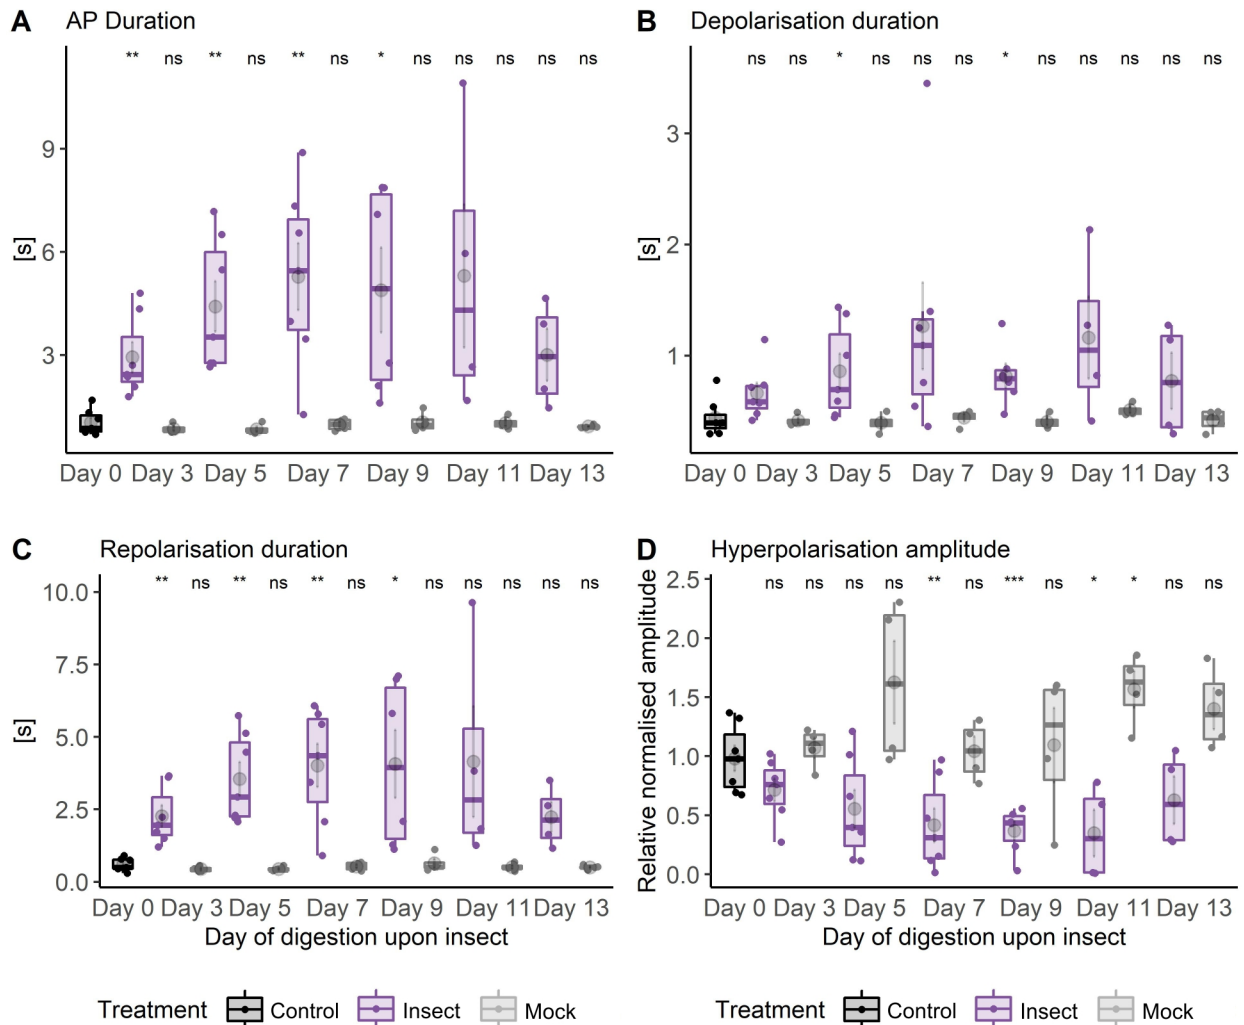 A AP Duration
** ns ** ns ** ns * ns ns ns ns ns
9
6
3
[s]
Day 0 Day 3 Day 5 Day 7 Day 9 Day 11 Day 13
B Depolarisation duration
ns ns * ns ns ns * ns ns ns ns ns
3
2
1
[s]
Day 0 Day 3 Day 5 Day 7 Day 9 Day 11 Day 13
C Repolarisation duration
** ns ** ns ** ns * ns ns ns ns ns
10.0
7.5
5.0
2.5
0.0
[s]
Day 0 Day 3 Day 5 Day 7 Day 9 Day 11 Day 13
Day of digestion upon insect
D Hyperpolarisation amplitude
ns ns ns ns ** ns *** ns * * ns ns
2.5
2.0
1.5
1.0
0.5
0.0
Relative normalised amplitude
Day 0 Day 3 Day 5 Day 7 Day 9 Day 11 Day 13
Day of digestion upon insect
Treatment Control Insect Mock
Treatment Control Insect Mock